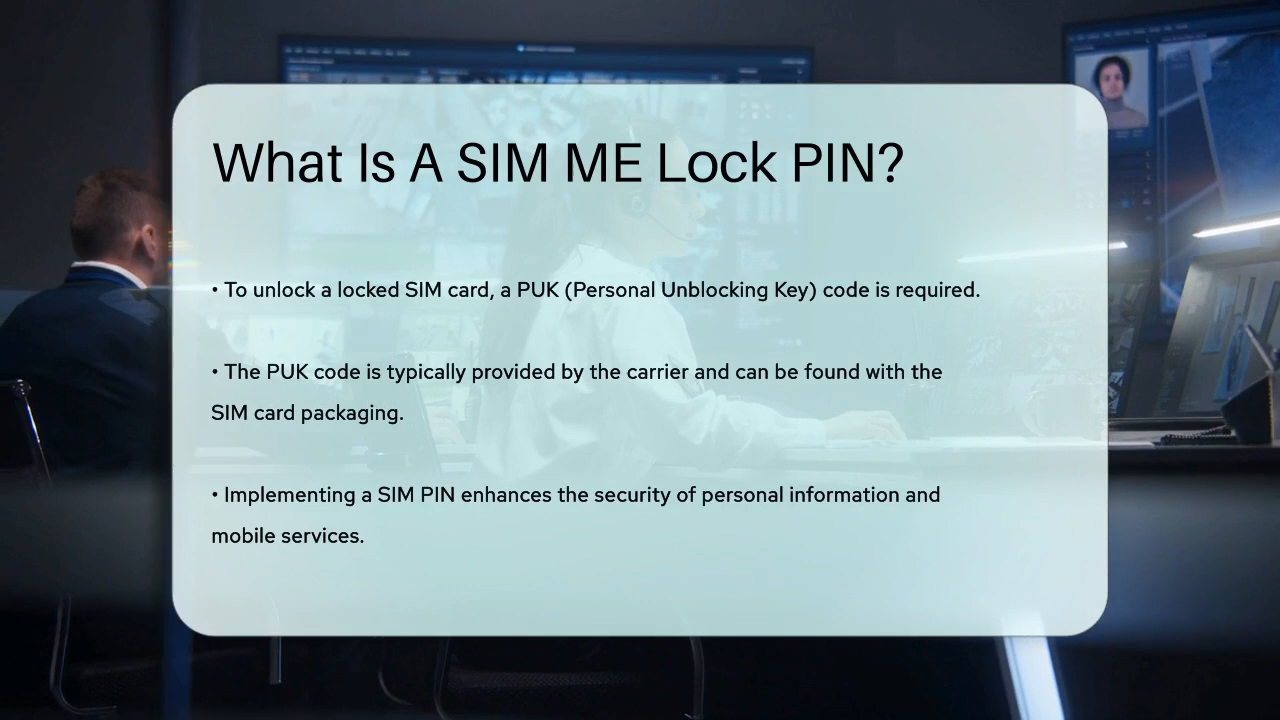 What Is A SIM ME Lock PIN?
• To unlock a locked SIM card, a PUK (Personal Unblocking Key) code is required.
• The PUK code is typically provided by the carrier and can be found with the
SIM card packaging.
• Implementing a SIM PIN enhances the security of personal information and
mobile services.